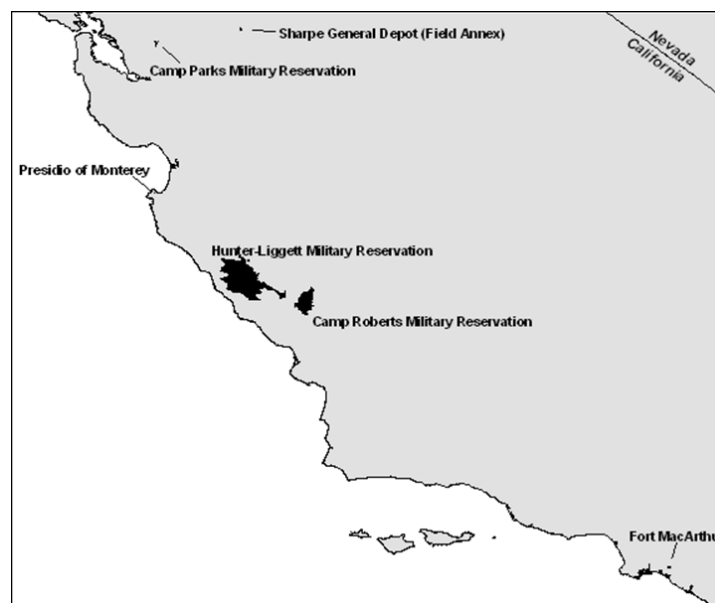 Sharpe General Depot (Field Annex)
Nevada
California
Camp Parks Military Reservation
Presidio of Monterey
Hunter-Liggett Military Reservation
Camp Roberts Military Reservation
Fort MacArthur